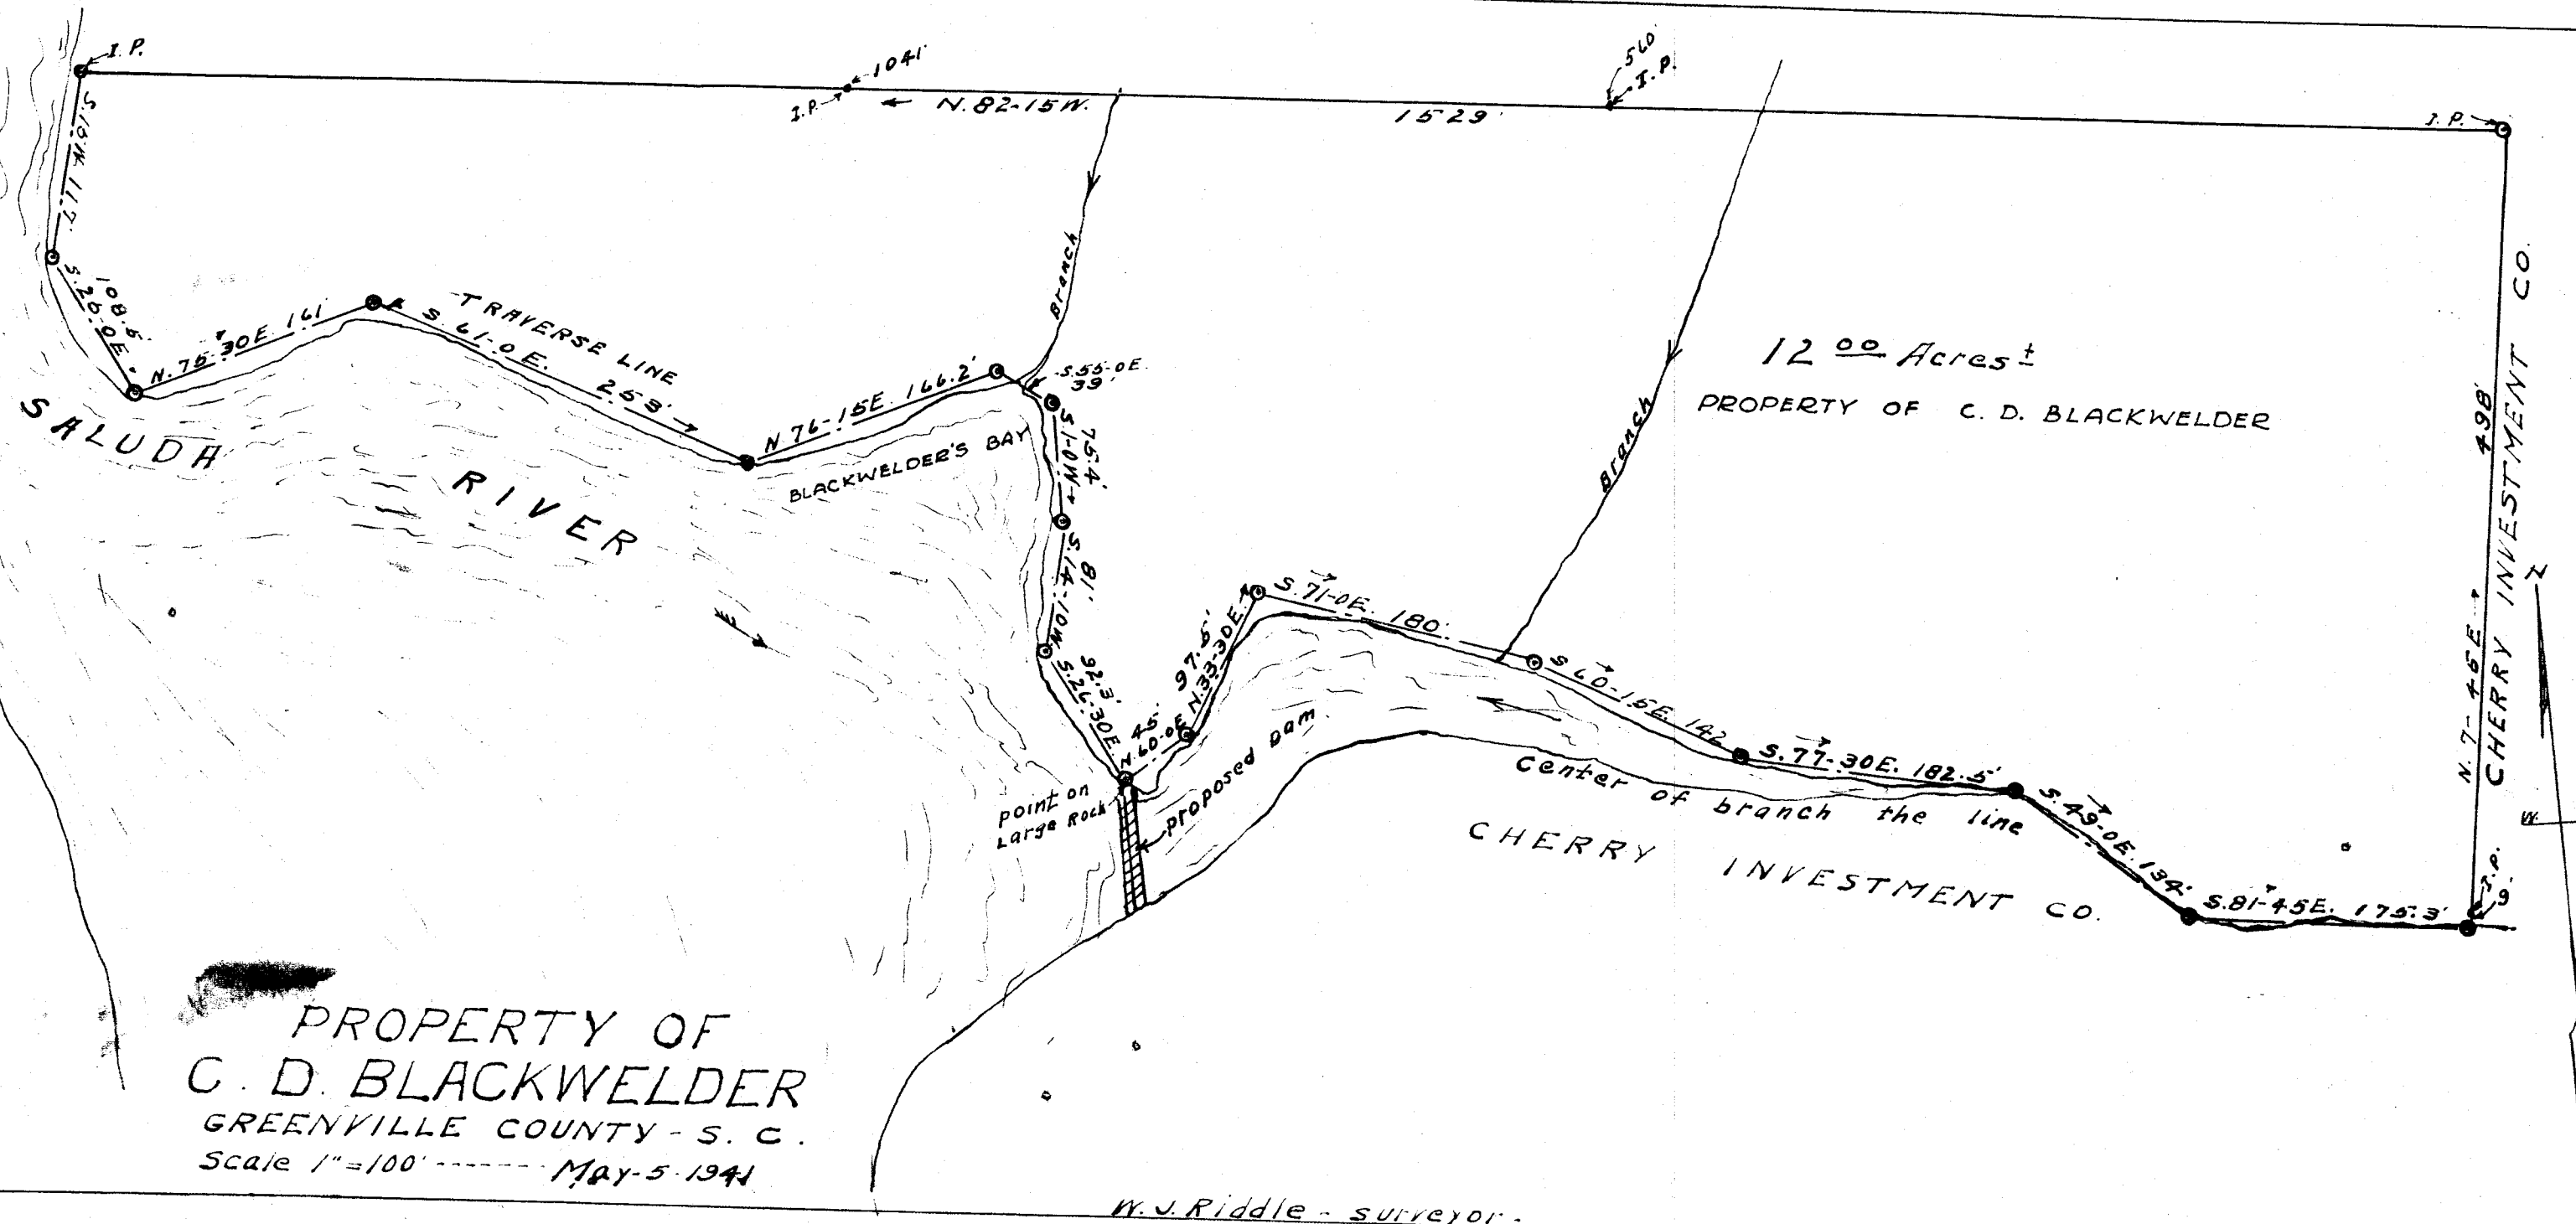 I. P.
1041'
I.P.
← N. 82-15 W.
560'
I. P.
1529'
I. P.
S. 16 W. 117'
108.5'
S. 26-0 E.
N. 75-30 E. 161'
TRAVERSE LINE
S. 61-0 E. 253'
N. 76-15 E. 166.2'
BLACKWELDER'S BAY
Branch
S. 55-0 E.
39'
75.4'
S. 1-0 W.
81'
S. 14-10 W.
92.3'
S. 26-30 E.
45'
N. 60-0 E.
97.5'
N. 33-30 E.
S. 71-0 E. 180'
S 60-15 E. 142
S. 77-30 E. 182.5'
S. 49-0 E. 134'
S. 81-45 E. 175.3'
I. P.
9'
N. 7-45 E
498'
CHERRY INVESTMENT CO.
N
W
Branch
12 00 Acres ±
PROPERTY OF C. D. BLACKWELDER
SALUDA RIVER
point on
Large Rock
proposed Dam
Center of branch the line
CHERRY INVESTMENT CO.
PROPERTY OF
C. D. BLACKWELDER
GREENVILLE COUNTY - S. C.
Scale 1"=100' ------- May-5-1941
W. J. Riddle - surveyor -